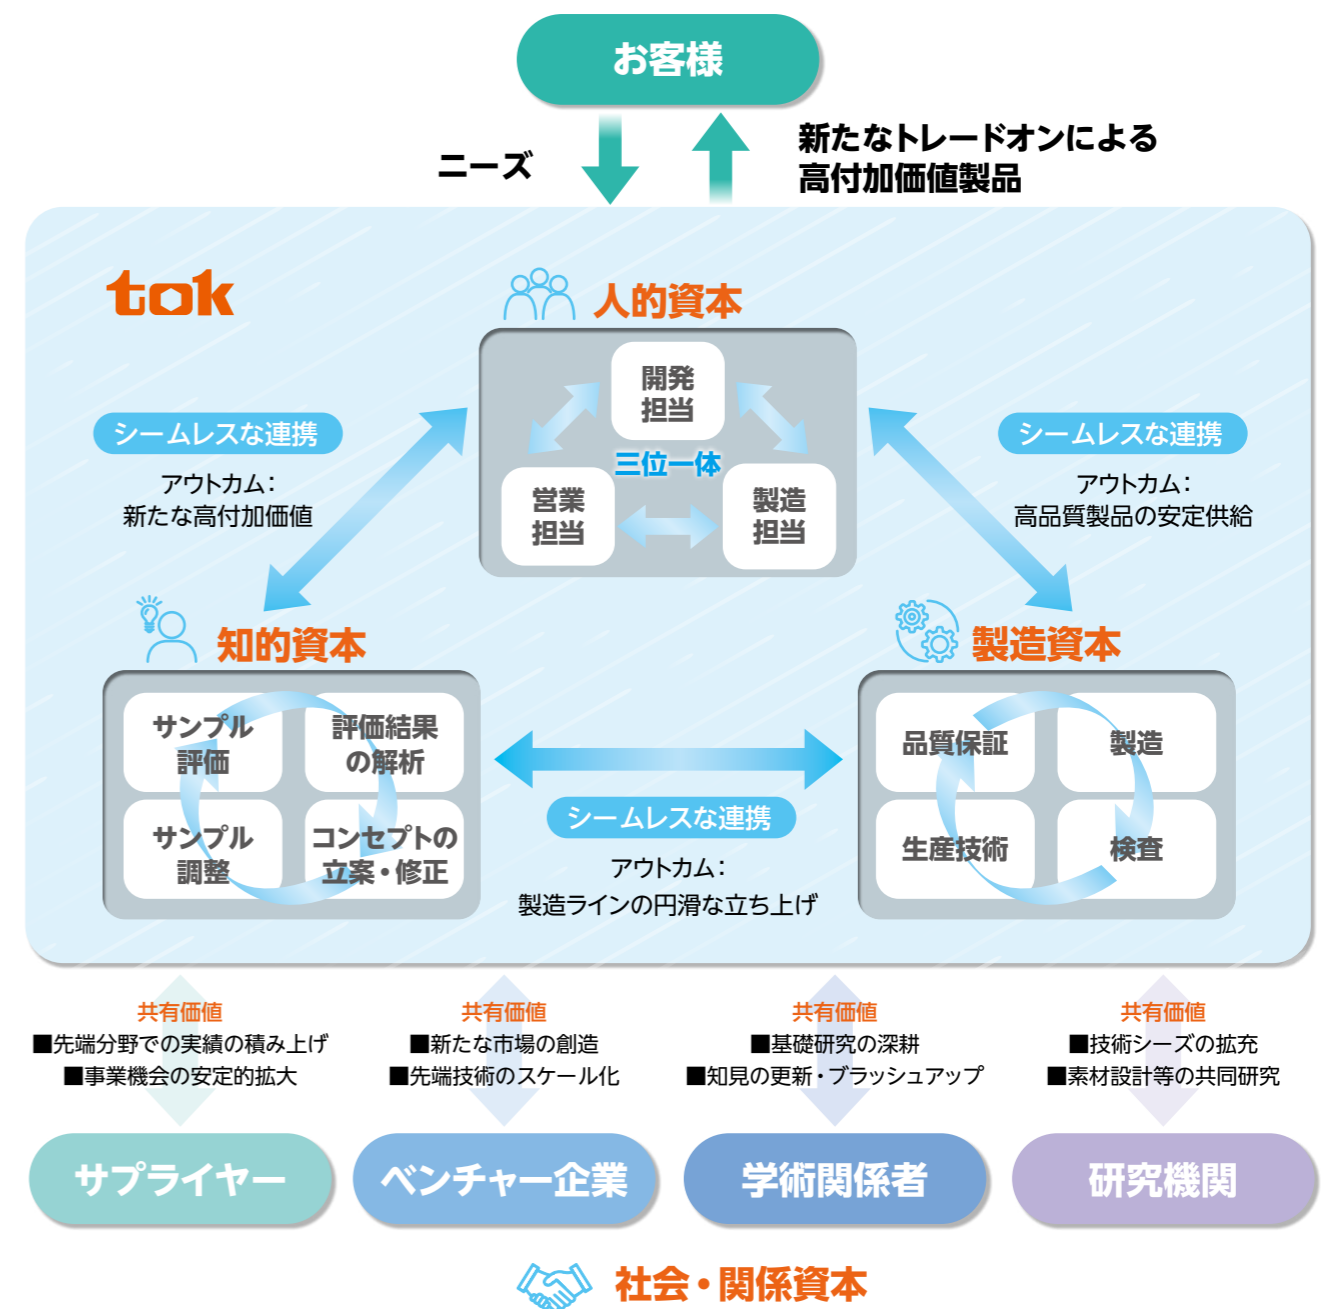 お客様
ニーズ
新たなトレードオンによる
高付加価値製品
tok
人的資本
開発
担当
三位一体
営業
担当
製造
担当
シームレスな連携
アウトカム：
新たな高付加価値
シームレスな連携
アウトカム：
高品質製品の安定供給
知的資本
サンプル
評価
評価結果
の解析
サンプル
調整
コンセプトの
立案・修正
シームレスな連携
アウトカム：
製造ラインの円滑な立ち上げ
製造資本
品質保証
製造
生産技術
検査
共有価値
■先端分野での実績の積み上げ
■事業機会の安定的拡大
サプライヤー
共有価値
■新たな市場の創造
■先端技術のスケール化
ベンチャー企業
共有価値
■基礎研究の深耕
■知見の更新・ブラッシュアップ
学術関係者
共有価値
■技術シーズの拡充
■素材設計等の共同研究
研究機関
社会・関係資本